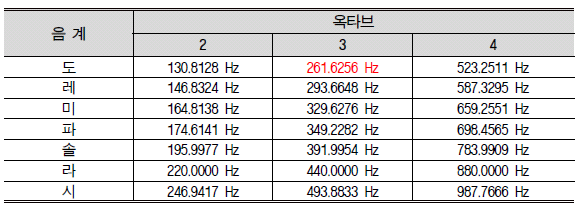 음 계 옥타브
2 3 4
도 130.8128 Hz 261.6256 Hz 523.2511 Hz
레 146.8324 Hz 293.6648 Hz 587.3295 Hz
미 164.8138 Hz 329.6276 Hz 659.2551 Hz
파 174.6141 Hz 349.2282 Hz 698.4565 Hz
솔 195.9977 Hz 391.9954 Hz 783.9909 Hz
라 220.0000 Hz 440.0000 Hz 880.0000 Hz
시 246.9417 Hz 493.8833 Hz 987.7666 Hz